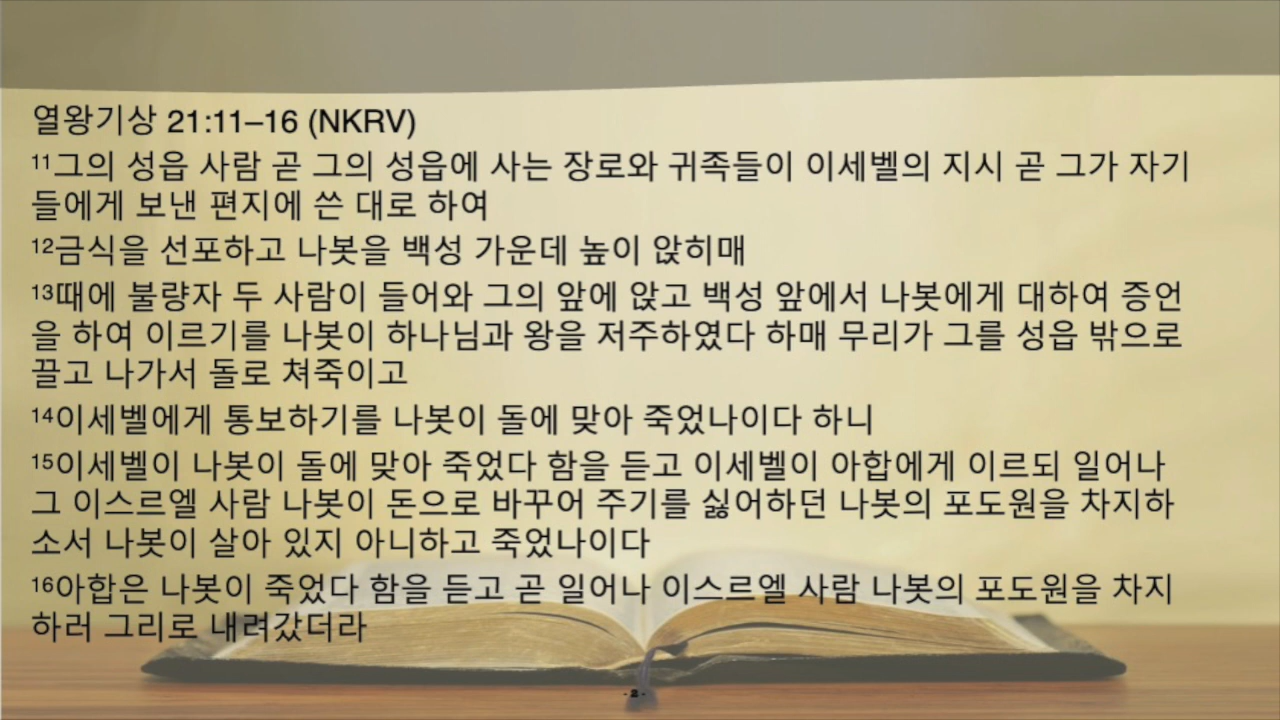 열왕기상 21:11–16 (NKRV)
11그의 성읍 사람 곧 그의 성읍에 사는 장로와 귀족들이 이세벨의 지시 곧 그가 자기
들에게 보낸 편지에 쓴 대로 하여
12금식을 선포하고 나봇을 백성 가운데 높이 앉히매
13때에 불량자 두 사람이 들어와 그의 앞에 앉고 백성 앞에서 나봇에게 대하여 증언
을 하여 이르기를 나봇이 하나님과 왕을 저주하였다 하매 무리가 그를 성읍 밖으로
끌고 나가서 돌로 쳐죽이고
14이세벨에게 통보하기를 나봇이 돌에 맞아 죽었나이다 하니
15이세벨이 나봇이 돌에 맞아 죽었다 함을 듣고 이세벨이 아합에게 이르되 일어나
그 이스르엘 사람 나봇이 돈으로 바꾸어 주기를 싫어하던 나봇의 포도원을 차지하
소서 나봇이 살아 있지 아니하고 죽었나이다
16아합은 나봇이 죽었다 함을 듣고 곧 일어나 이스르엘 사람 나봇의 포도원을 차지
하러 그리로 내려갔더라
- 2 -